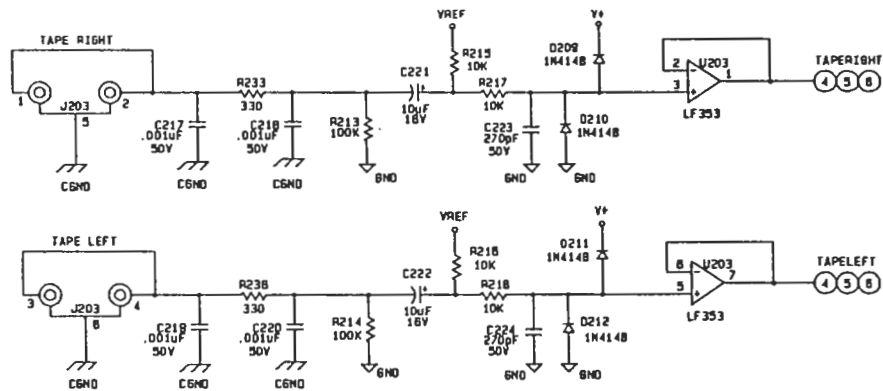 TAPE RIGHT
1
2
J203
5
CGND
C217
.001uF
50V
CGND
R233
330
C218
.001uF
50V
CGND
R213
100K
GND
C221
10uF
16V
VREF
R215
10K
R217
10K
C223
270pF
50V
GND
D209
1N4148
V+
D210
1N4148
GND
2
3
U203
1
LF353
TAPERIGHT
4 5 6
TAPE LEFT
3
4
J203
6
CGND
C219
.001uF
50V
CGND
R236
330
C220
.001uF
50V
CGND
R214
100K
GND
C222
10uF
16V
VREF
R216
10K
R218
10K
C224
270pF
50V
GND
D211
1N4148
V+
D212
1N4148
GND
6
5
U203
7
LF353
TAPELEFT
4 5 6